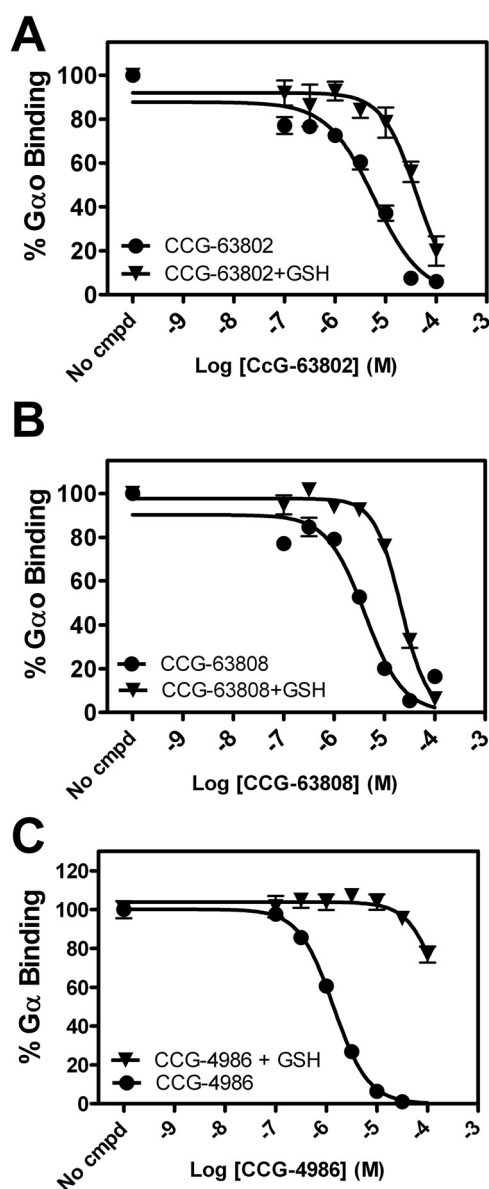 A
% Gαo Binding
100
80
60
40
20
0
CCG-63802
CCG-63802+GSH
No cmpd
-9
-8
-7
-6
-5
-4
-3
Log [CcG-63802] (M)
B
% Gαo Binding
100
80
60
40
20
0
CCG-63808
CCG-63808+GSH
No cmpd
-9
-8
-7
-6
-5
-4
-3
Log [CCG-63808] (M)
C
% Gα Binding
120
100
80
60
40
20
0
CCG-4986 + GSH
CCG-4986
No cmpd
-9
-8
-7
-6
-5
-4
-3
Log [CCG-4986] (M)